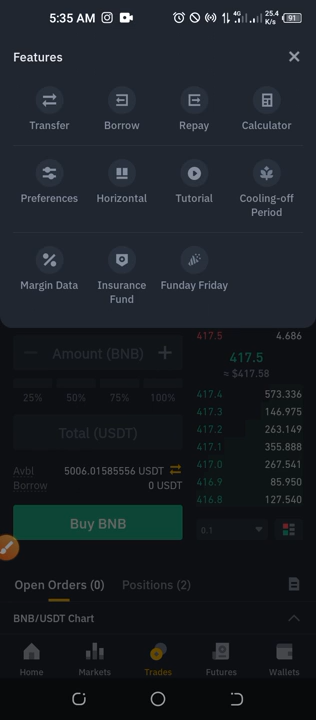 5:35 AM
4G
25.4
K/s
91
Features
Transfer Borrow Repay Calculator
Preferences Horizontal Tutorial Cooling-off
Period
Margin Data Insurance Funday Friday
Fund
417.5 4.686
Amount (BNB)
417.5
≈ $417.58
25% 50% 75% 100%
417.4 573.336
417.3 146.975
Total (USDT)
417.2 263.149
417.1 355.888
Avbl 5006.01585556 USDT
417.0 267.541
Borrow 0 USDT
416.9 85.950
416.8 127.540
Buy BNB
0.1
Open Orders (0) Positions (2)
BNB/USDT Chart
Home Markets Trades Futures Wallets